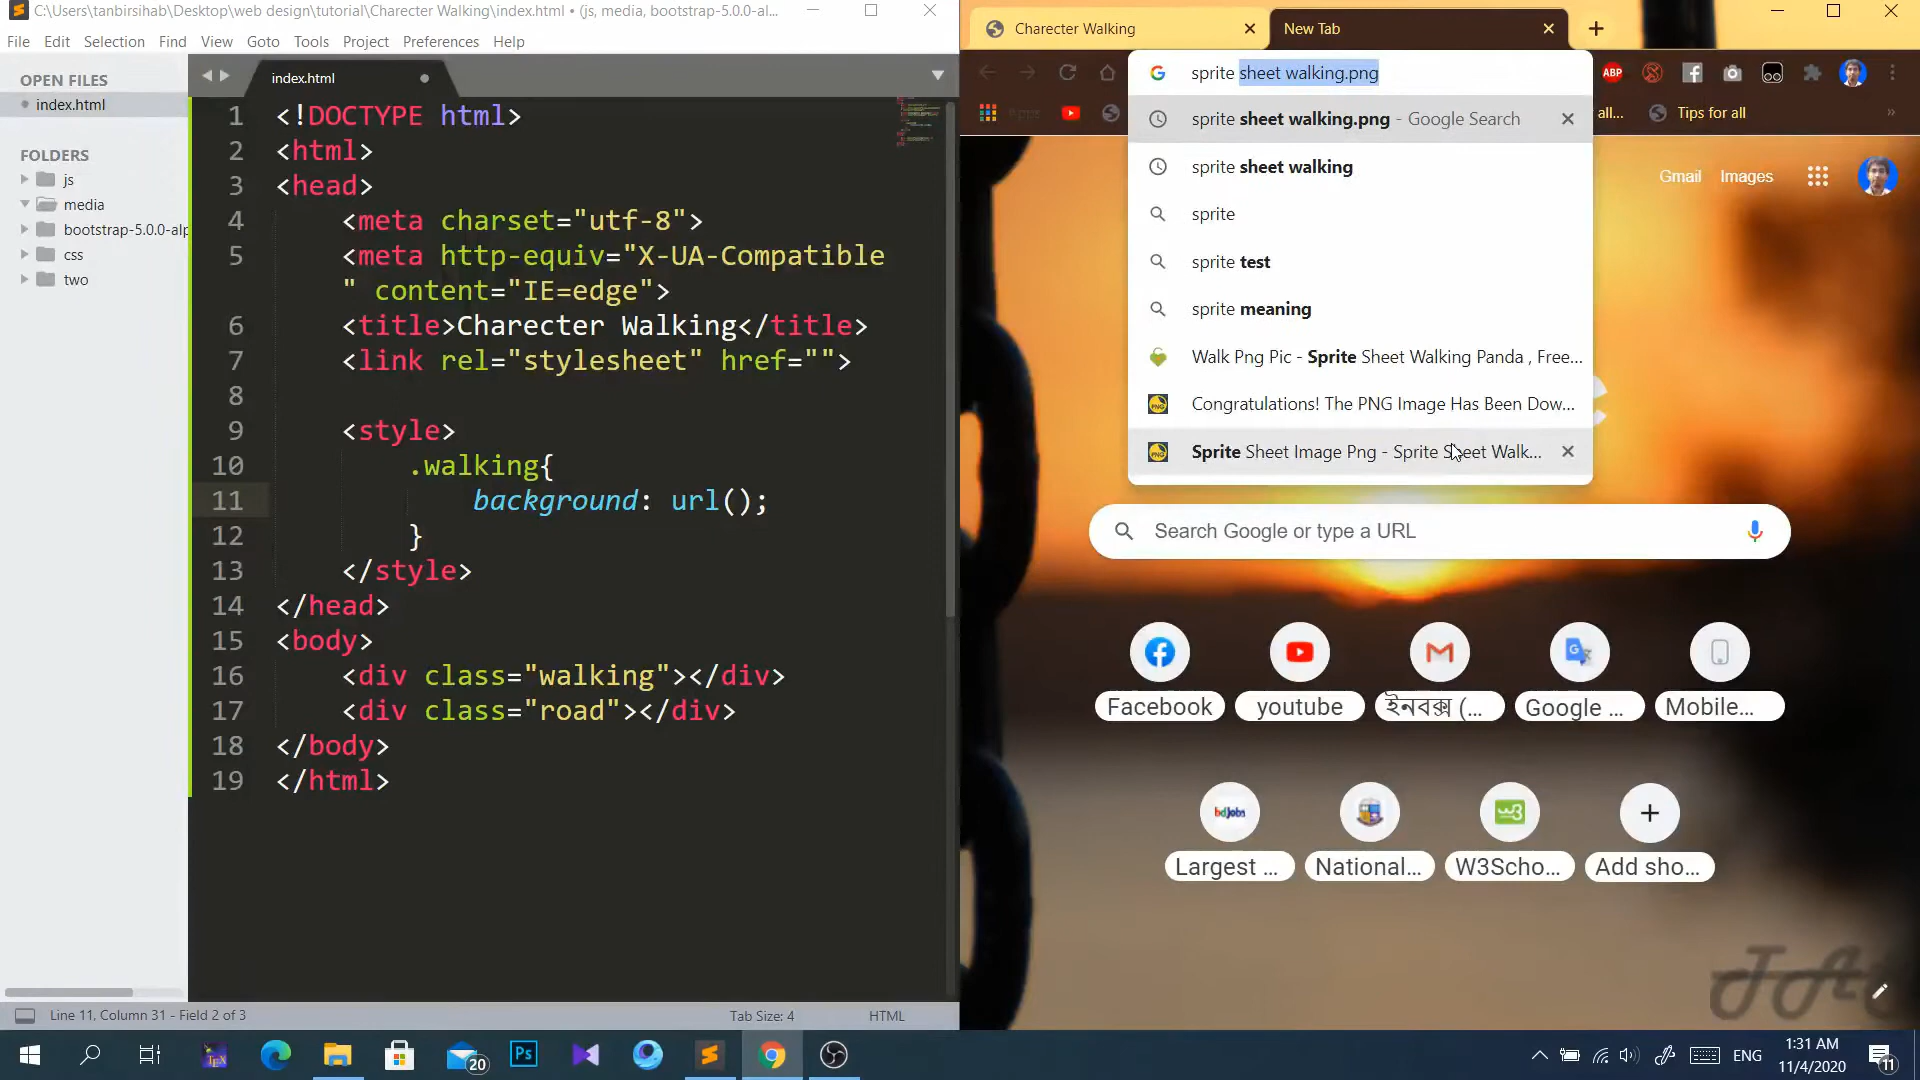 C:\Users\tanbirsihab\Desktop\web design\tutorial\Charecter Walking\index.html • (js, media, bootstrap-5.0.0-al...
File Edit Selection Find View Goto Tools Project Preferences Help
OPEN FILES
index.html
FOLDERS
js
media
bootstrap-5.0.0-alp
css
two
index.html
1 <!DOCTYPE html>
2 <html>
3 <head>
4 <meta charset="utf-8">
5 <meta http-equiv="X-UA-Compatible
" content="IE=edge">
6 <title>Charecter Walking</title>
7 <link rel="stylesheet" href="">
8
9 <style>
10 .walking{
11 background: url();
12 }
13 </style>
14 </head>
15 <body>
16 <div class="walking"></div>
17 <div class="road"></div>
18 </body>
19 </html>
Line 11, Column 31 - Field 2 of 3
Tab Size: 4
HTML
Charecter Walking
New Tab
sprite sheet walking.png
ABP
Apps
all...
Tips for all
sprite sheet walking.png - Google Search
sprite sheet walking
sprite
sprite test
sprite meaning
Walk Png Pic - Sprite Sheet Walking Panda , Free...
Congratulations! The PNG Image Has Been Dow...
Sprite Sheet Image Png - Sprite Sheet Walk...
Gmail Images
Search Google or type a URL
Facebook
youtube
ইনবক্স (...
Google ...
Mobile...
bdjobs
w3
Largest ...
National...
W3Scho...
Add sho...
20
Ps
ENG
1:31 AM
11/4/2020
11